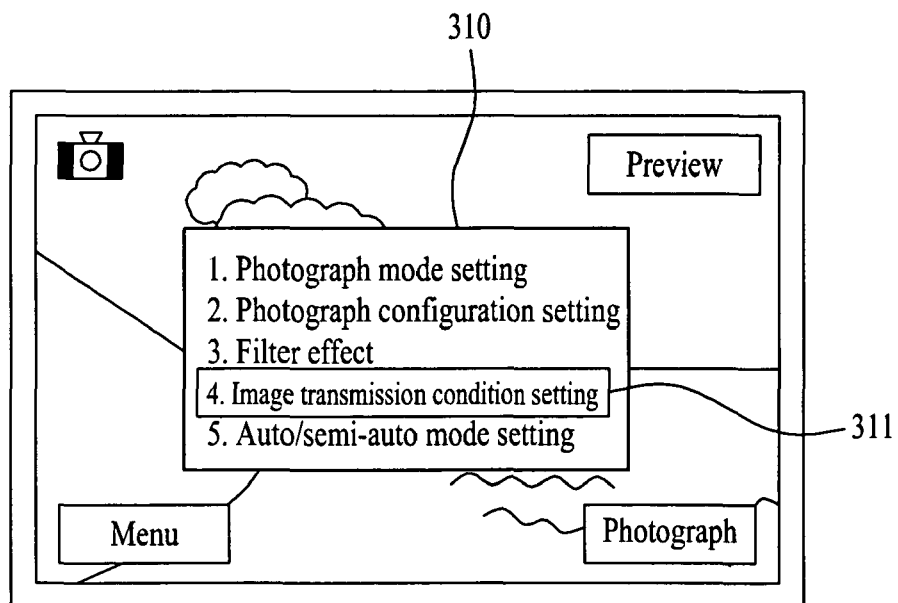 310
Preview
1. Photograph mode setting
2. Photograph configuration setting
3. Filter effect
4. Image transmission condition setting
5. Auto/semi-auto mode setting
311
Menu
Photograph